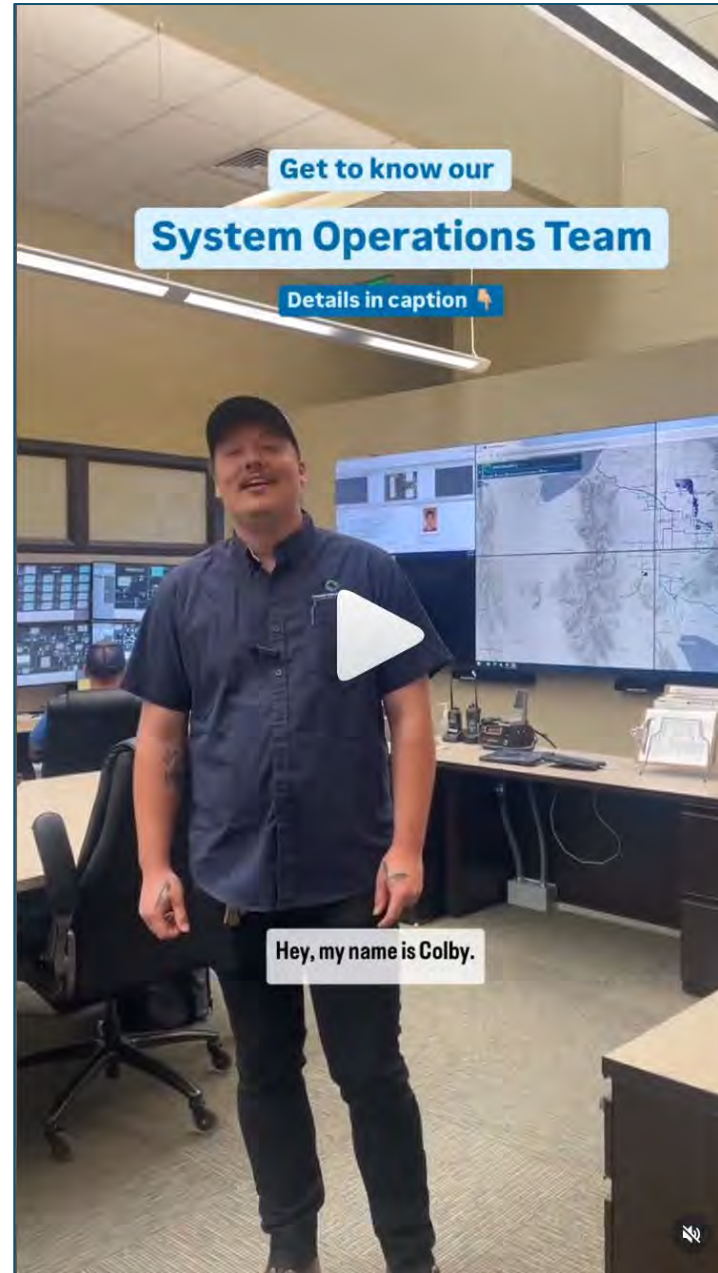 Get to know our
System Operations Team
Details in caption 👇🏼
Hey, my name is Colby.